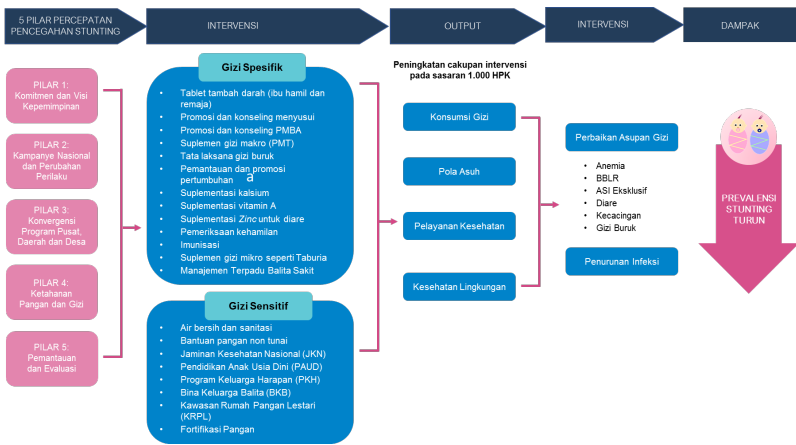 5 PILAR PERCEPATAN
PENCEGAHAN STUNTING
INTERVENSI
OUTPUT
INTERVENSI
DAMPAK
PILAR 1:
Komitmen dan Visi
Kepemimpinan
PILAR 2:
Kampanye Nasional
dan Perubahan
Perilaku
PILAR 3:
Konvergensi
Program Pusat,
Daerah dan Desa
PILAR 4:
Ketahanan
Pangan dan Gizi
PILAR 5:
Pemantauan
dan Evaluasi
Gizi Spesifik
• Tablet tambah darah (ibu hamil dan
remaja)
• Promosi dan konseling menyusui
• Promosi dan konseling PMBA
• Suplemen gizi makro (PMT)
• Tata laksana gizi buruk
• Pemantauan dan promosi
pertumbuhan a
• Suplementasi kalsium
• Suplementasi vitamin A
• Suplementasi Zinc untuk diare
• Pemeriksaan kehamilan
• Imunisasi
• Suplemen gizi mikro seperti Taburia
• Manajemen Terpadu Balita Sakit
Gizi Sensitif
• Air bersih dan sanitasi
• Bantuan pangan non tunai
• Jaminan Kesehatan Nasional (JKN)
• Pendidikan Anak Usia Dini (PAUD)
• Program Keluarga Harapan (PKH)
• Bina Keluarga Balita (BKB)
• Kawasan Rumah Pangan Lestari
(KRPL)
• Fortifikasi Pangan
Peningkatan cakupan intervensi
pada sasaran 1.000 HPK
Konsumsi Gizi
Pola Asuh
Pelayanan Kesehatan
Kesehatan Lingkungan
Perbaikan Asupan Gizi
• Anemia
• BBLR
• ASI Eksklusif
• Diare
• Kecacingan
• Gizi Buruk
Penurunan Infeksi
PREVALENSI
STUNTING
TURUN